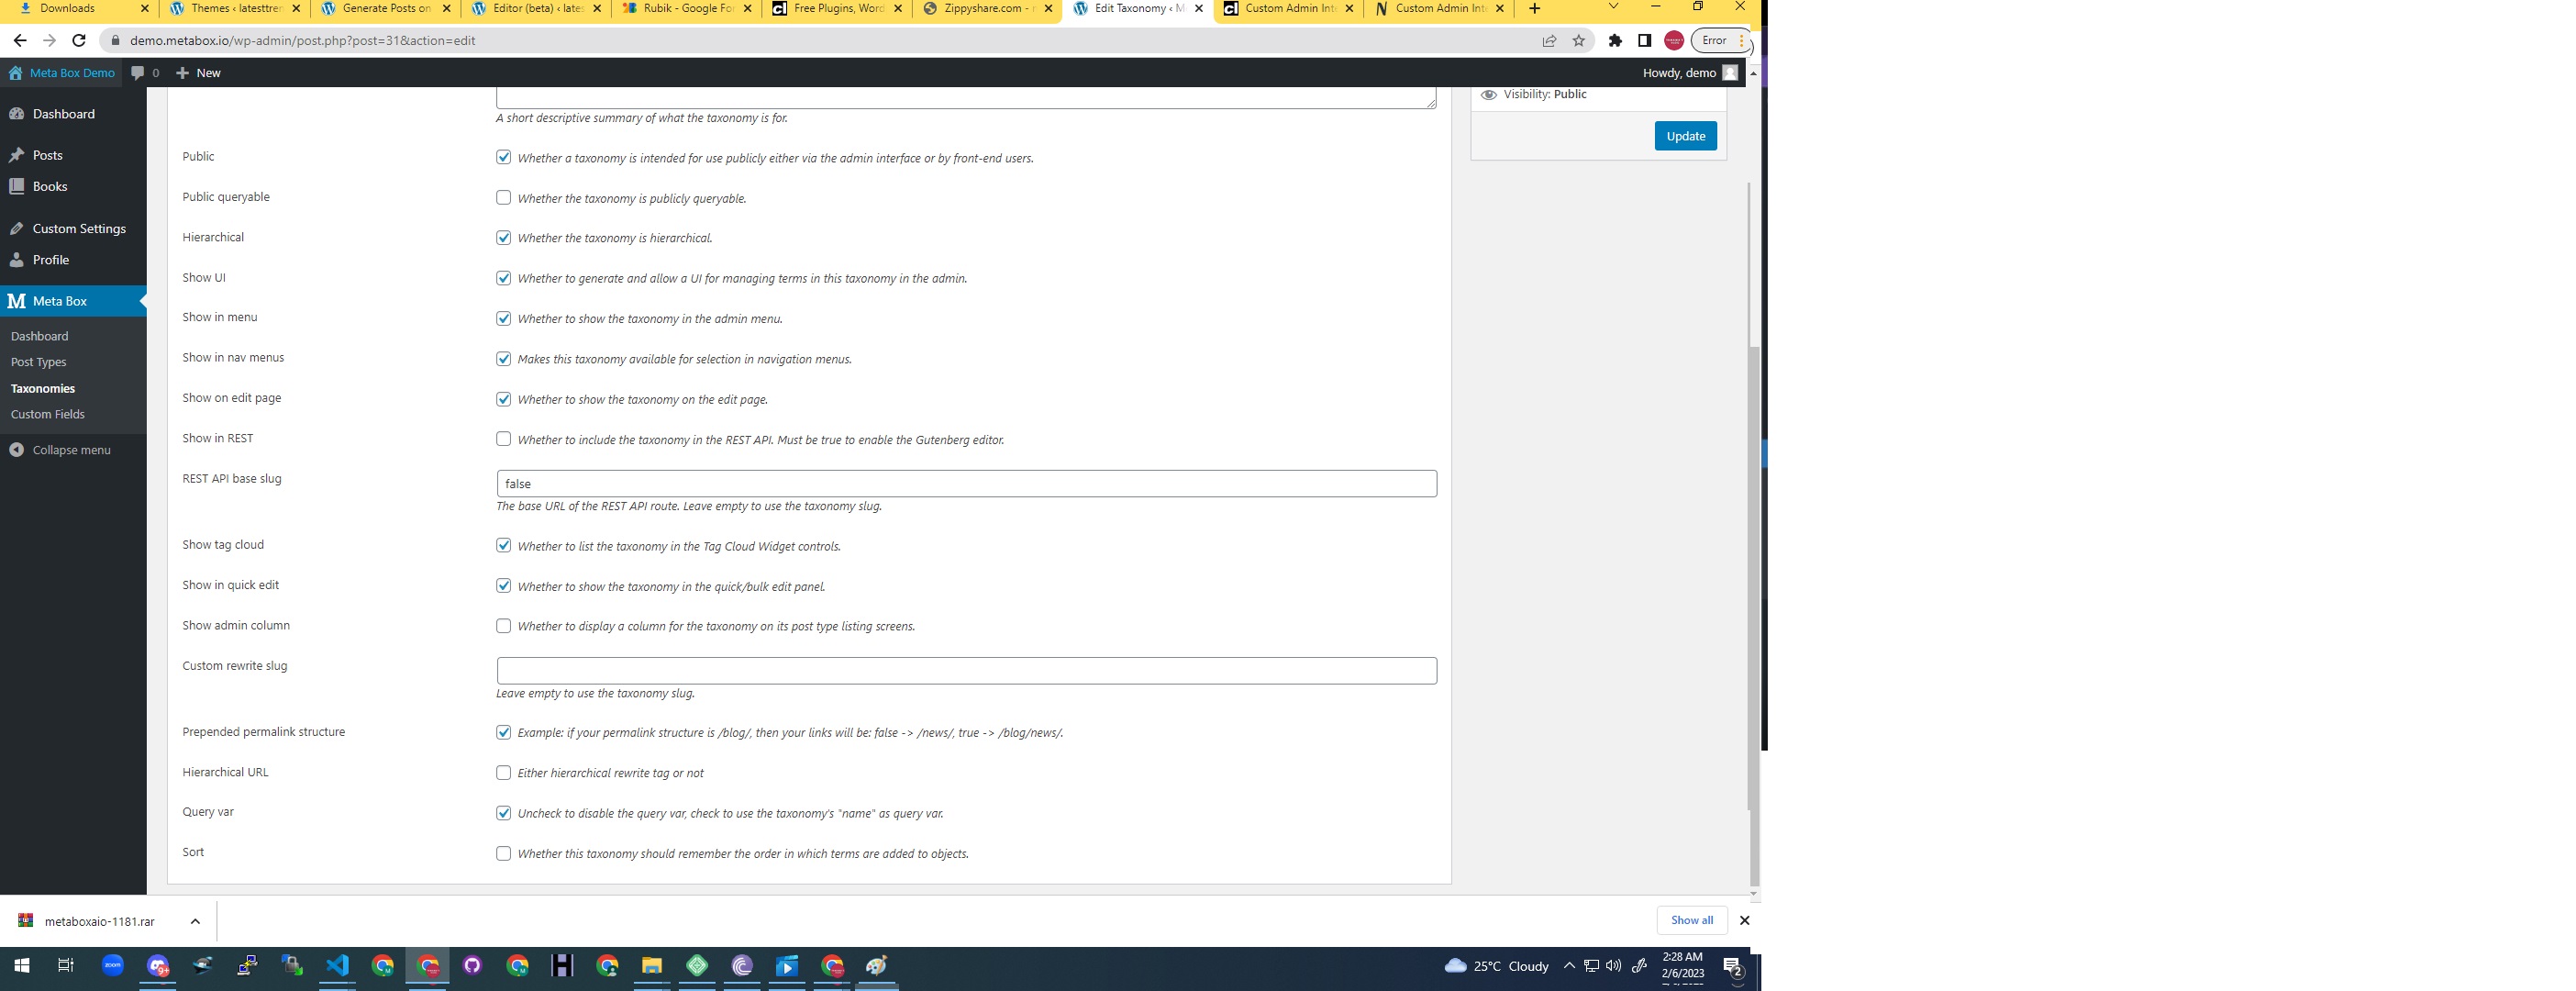 Downloads
Themes ‹ latesttren
Generate Posts on
Editor (beta) ‹ lates
Rubik - Google For
Free Plugins, Word
Zippyshare.com - 
Edit Taxonomy ‹ M
Custom Admin Inte
Custom Admin Inte
demo.metabox.io/wp-admin/post.php?post=31&action=edit
Error
Meta Box Demo
0
New
Howdy, demo
Dashboard
Posts
Books
Custom Settings
Profile
Meta Box
Dashboard
Post Types
Taxonomies
Custom Fields
Collapse menu
A short descriptive summary of what the taxonomy is for.
Public
Whether a taxonomy is intended for use publicly either via the admin interface or by front-end users.
Public queryable
Whether the taxonomy is publicly queryable.
Hierarchical
Whether the taxonomy is hierarchical.
Show UI
Whether to generate and allow a UI for managing terms in this taxonomy in the admin.
Show in menu
Whether to show the taxonomy in the admin menu.
Show in nav menus
Makes this taxonomy available for selection in navigation menus.
Show on edit page
Whether to show the taxonomy on the edit page.
Show in REST
Whether to include the taxonomy in the REST API. Must be true to enable the Gutenberg editor.
REST API base slug
false
The base URL of the REST API route. Leave empty to use the taxonomy slug.
Show tag cloud
Whether to list the taxonomy in the Tag Cloud Widget controls.
Show in quick edit
Whether to show the taxonomy in the quick/bulk edit panel.
Show admin column
Whether to display a column for the taxonomy on its post type listing screens.
Custom rewrite slug
Leave empty to use the taxonomy slug.
Prepended permalink structure
Example: if your permalink structure is /blog/, then your links will be: false -> /news/, true -> /blog/news/.
Hierarchical URL
Either hierarchical rewrite tag or not
Query var
Uncheck to disable the query var, check to use the taxonomy's "name" as query var.
Sort
Whether this taxonomy should remember the order in which terms are added to objects.
Visibility: Public
Update
metaboxaio-1181.rar
Show all
zoom
9+
25°C Cloudy
2:28 AM
2/6/2023
2